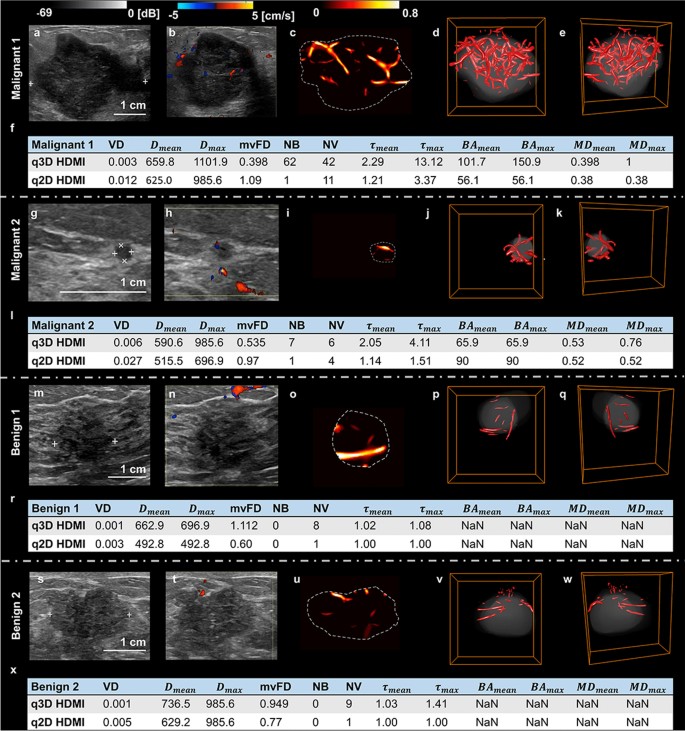 -69 0 [dB] -5 5 [cm/s] 0 0.8
Malignant 1
a b c d e
1 cm
f
Malignant 1 VD Dmean Dmax mvFD NB NV τmean τmax BAmean BAmax MDmean MDmax
q3D HDMI 0.003 659.8 1101.9 0.398 62 42 2.29 13.12 101.7 150.9 0.398 1
q2D HDMI 0.012 625.0 985.6 1.09 1 11 1.21 3.37 56.1 56.1 0.38 0.38
Malignant 2
g h i j k
1 cm
l
Malignant 2 VD Dmean Dmax mvFD NB NV τmean τmax BAmean BAmax MDmean MDmax
q3D HDMI 0.006 590.6 985.6 0.535 7 6 2.05 4.11 65.9 65.9 0.53 0.76
q2D HDMI 0.027 515.5 696.9 0.97 1 4 1.14 1.51 90 90 0.52 0.52
Benign 1
m n o p q
1 cm
r
Benign 1 VD Dmean Dmax mvFD NB NV τmean τmax BAmean BAmax MDmean MDmax
q3D HDMI 0.001 662.9 696.9 1.112 0 8 1.02 1.08 NaN NaN NaN NaN
q2D HDMI 0.003 492.8 492.8 0.60 0 1 1.00 1.00 NaN NaN NaN NaN
Benign 2
s t u v w
1 cm
x
Benign 2 VD Dmean Dmax mvFD NB NV τmean τmax BAmean BAmax MDmean MDmax
q3D HDMI 0.001 736.5 985.6 0.949 0 9 1.03 1.41 NaN NaN NaN NaN
q2D HDMI 0.005 629.2 985.6 0.77 0 1 1.00 1.00 NaN NaN NaN NaN